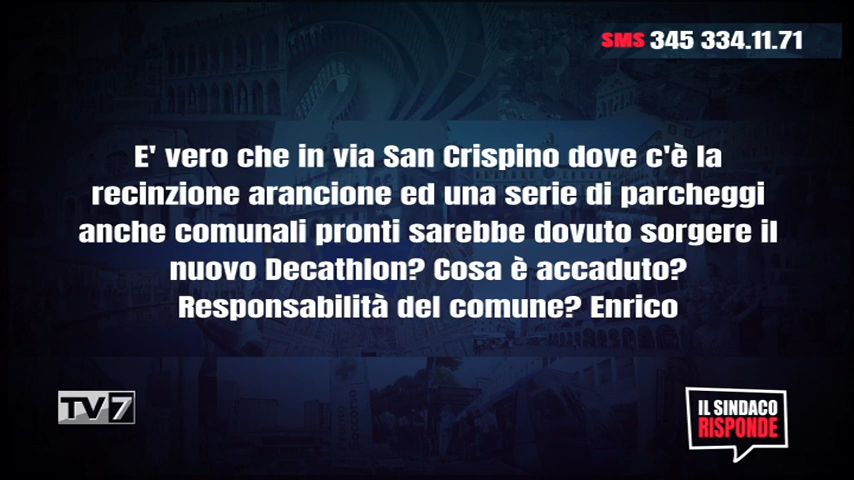 SMS 345 334.11.71
E' vero che in via San Crispino dove c'è la
recinzione arancione ed una serie di parcheggi
anche comunali pronti sarebbe dovuto sorgere il
nuovo Decathlon? Cosa è accaduto?
Responsabilità del comune? Enrico
TV7
IL SINDACO
RISPONDE